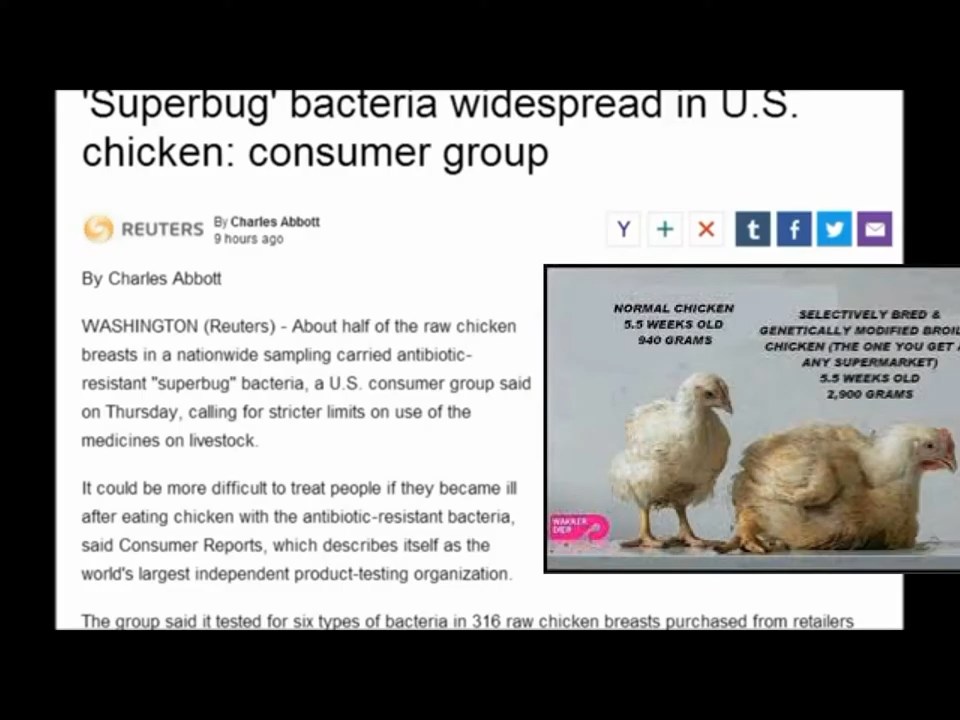 'Superbug' bacteria widespread in U.S.
chicken: consumer group
REUTERS
By Charles Abbott
9 hours ago
Y + X t f
By Charles Abbott
WASHINGTON (Reuters) - About half of the raw chicken
breasts in a nationwide sampling carried antibiotic-
resistant "superbug" bacteria, a U.S. consumer group said
on Thursday, calling for stricter limits on use of the
medicines on livestock.
It could be more difficult to treat people if they became ill
after eating chicken with the antibiotic-resistant bacteria,
said Consumer Reports, which describes itself as the
world's largest independent product-testing organization.
The group said it tested for six types of bacteria in 316 raw chicken breasts purchased from retailers
NORMAL CHICKEN
5.5 WEEKS OLD
940 GRAMS
SELECTIVELY BRED &
GENETICALLY MODIFIED BROIL
CHICKEN (THE ONE YOU GET A
ANY SUPERMARKET)
5.5 WEEKS OLD
2,900 GRAMS
WAKKER
DIER